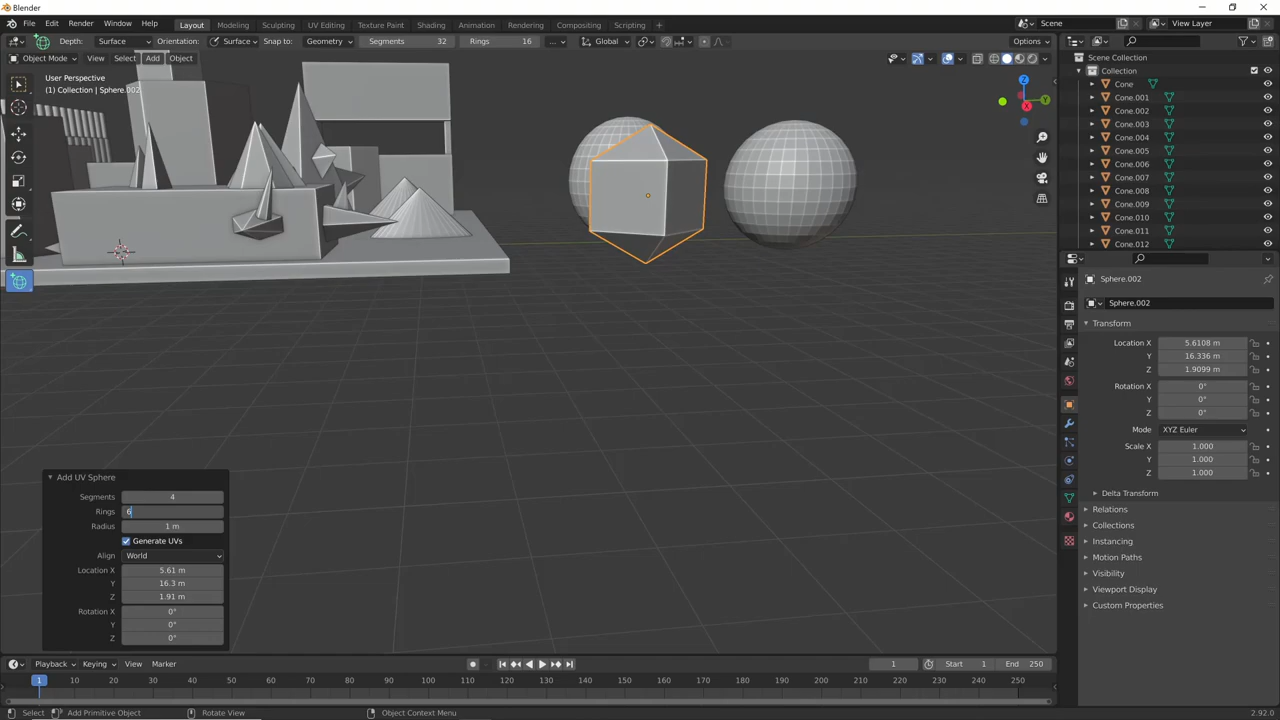 Blender
File Edit Render Window Help Layout Modeling Sculpting UV Editing Texture Paint Shading Animation Rendering Compositing Scripting + Scene View Layer
Depth: Surface Orientation: Surface Snap to: Geometry Segments 32 Rings 16 ... Global Options
Object Mode View Select Add Object
User Perspective
(1) Collection | Sphere.002
Z
Y
X
Scene Collection
Collection
Cone
Cone.001
Cone.002
Cone.003
Cone.004
Cone.005
Cone.006
Cone.007
Cone.008
Cone.009
Cone.010
Cone.011
Cone.012
Sphere.002
Sphere.002
Transform
Location X 5.6108 m
Y 16.336 m
Z 1.9099 m
Rotation X 0°
Y 0°
Z 0°
Mode XYZ Euler
Scale X 1.000
Y 1.000
Z 1.000
Delta Transform
Relations
Collections
Instancing
Motion Paths
Visibility
Viewport Display
Custom Properties
Add UV Sphere
Segments 4
Rings 6
Radius 1 m
Generate UVs
Align World
Location X 5.61 m
Y 16.3 m
Z 1.91 m
Rotation X 0°
Y 0°
Z 0°
Playback Keying View Marker 1 Start 1 End 250
1 10 20 30 40 50 60 70 80 90 100 110 120 130 140 150 160 170 180 190 200 210 220 230 240 250
Select Add Primitive Object Rotate View Object Context Menu 2.92.0